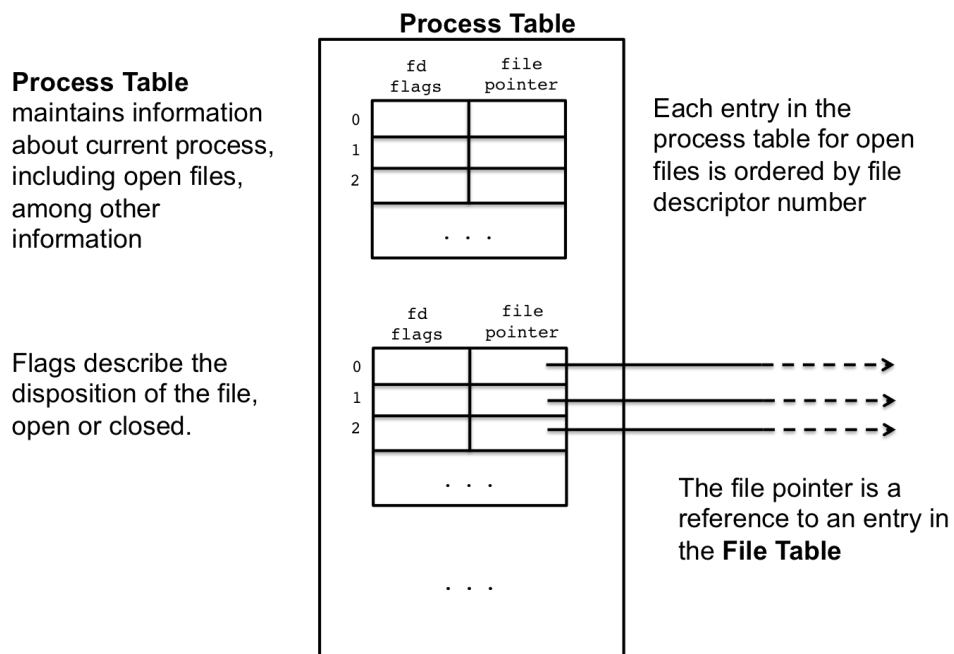 Process Table
Process Table
maintains information
about current process,
including open files,
among other
information
fd
flags
file
pointer
0
1
2
. . .
Each entry in the
process table for open
files is ordered by file
descriptor number
Flags describe the
disposition of the file,
open or closed.
fd
flags
file
pointer
0
1
2
. . .
The file pointer is a
reference to an entry in
the File Table
. . .